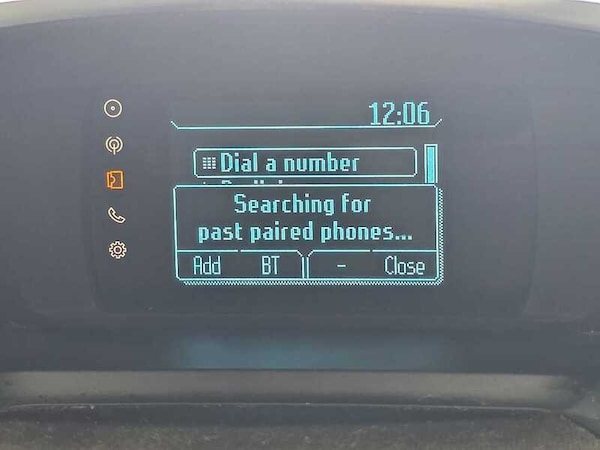 12:06
Dial a number
Searching for
past paired phones...
Add BT - Close